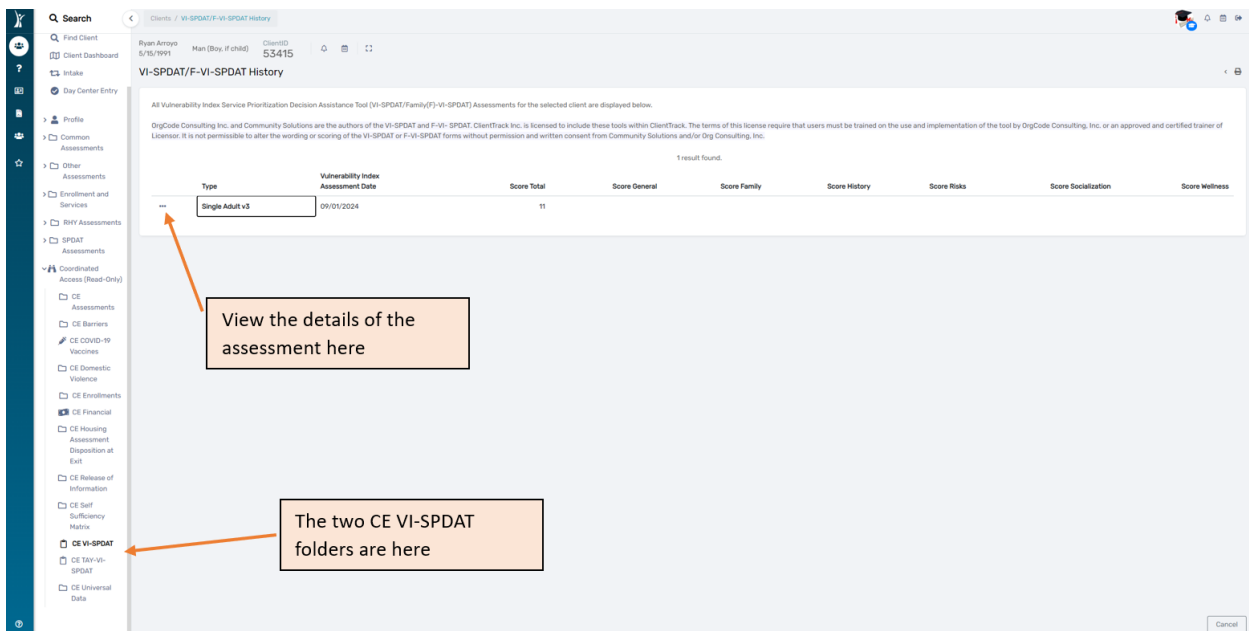 Search
Clients / VI-SPDAT/F-VI-SPDAT History
Find Client
Client Dashboard
Intake
Day Center Entry
Profile
Common
Assessments
Other
Assessments
Enrollment and
Services
RHY Assessments
SPDAT
Assessments
Coordinated
Access (Read-Only)
CE
Assessments
CE Barriers
CE COVID-19
Vaccines
CE Domestic
Violence
CE Enrollments
CE Financial
CE Housing
Assessment
Disposition at
Exit
CE Release of
Information
CE Self
Sufficiency
Matrix
CE VI-SPDAT
CE TAY-VI-
SPDAT
CE Universal
Data
Ryan Arroyo
5/15/1991
Man (Boy, if child)
ClientID
53415
VI-SPDAT/F-VI-SPDAT History
All Vulnerability Index Service Prioritization Decision Assistance Tool (VI-SPDAT/Family(F)-VI-SPDAT) Assessments for the selected client are displayed below.
OrgCode Consulting Inc. and Community Solutions are the authors of the VI-SPDAT and F-VI- SPDAT. ClientTrack Inc. is licensed to include these tools within ClientTrack. The terms of this license require that users must be trained on the use and implementation of the tool by OrgCode Consulting, Inc. or an approved and certified trainer of
Licensor. It is not permissible to alter the wording or scoring of the VI-SPDAT or F-VI-SPDAT forms without permission and written consent from Community Solutions and/or Org Consulting, Inc.
1 result found.
Type Vulnerability Index Assessment Date Score Total Score General Score Family Score History Score Risks Score Socialization Score Wellness
Single Adult v3 09/01/2024 11
View the details of the
assessment here
The two CE VI-SPDAT
folders are here
Cancel